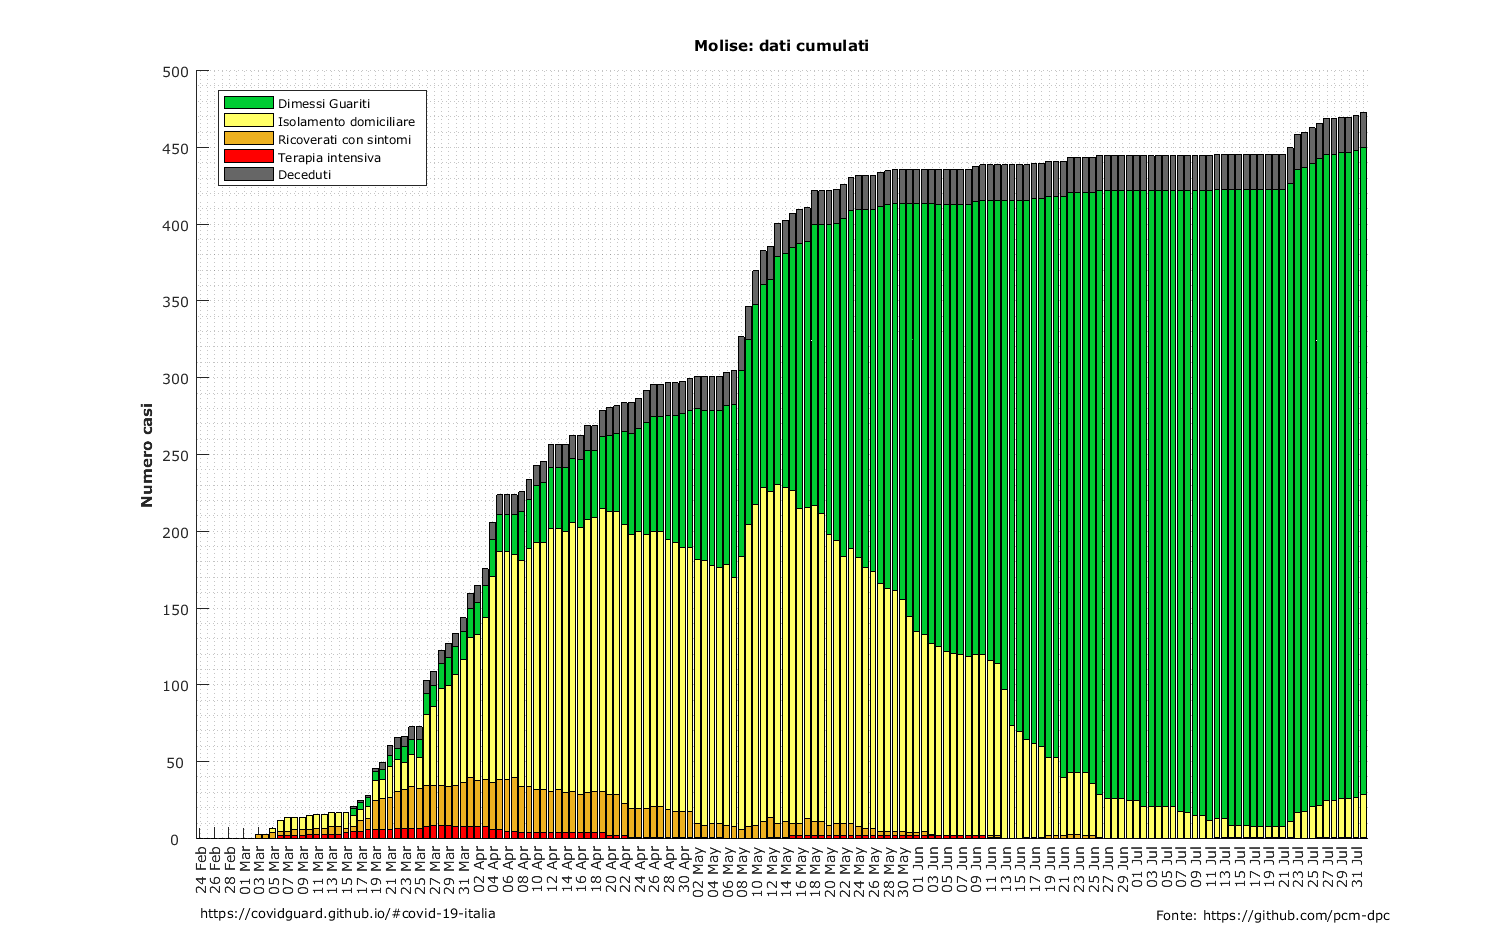 Molise: dati cumulati
500
450
400
350
300
250
200
150
100
50
0
Numero casi
Dimessi Guariti
Isolamento domiciliare
Ricoverati con sintomi
Terapia intensiva
Deceduti
24 Feb
26 Feb
28 Feb
01 Mar
03 Mar
05 Mar
07 Mar
09 Mar
11 Mar
13 Mar
15 Mar
17 Mar
19 Mar
21 Mar
23 Mar
25 Mar
27 Mar
29 Mar
31 Mar
02 Apr
04 Apr
06 Apr
08 Apr
10 Apr
12 Apr
14 Apr
16 Apr
18 Apr
20 Apr
22 Apr
24 Apr
26 Apr
28 Apr
30 Apr
02 May
04 May
06 May
08 May
10 May
12 May
14 May
16 May
18 May
20 May
22 May
24 May
26 May
28 May
30 May
01 Jun
03 Jun
05 Jun
07 Jun
09 Jun
11 Jun
13 Jun
15 Jun
17 Jun
19 Jun
21 Jun
23 Jun
25 Jun
27 Jun
29 Jun
01 Jul
03 Jul
05 Jul
07 Jul
09 Jul
11 Jul
13 Jul
15 Jul
17 Jul
19 Jul
21 Jul
23 Jul
25 Jul
27 Jul
29 Jul
31 Jul
https://covidguard.github.io/#covid-19-italia
Fonte: https://github.com/pcm-dpc